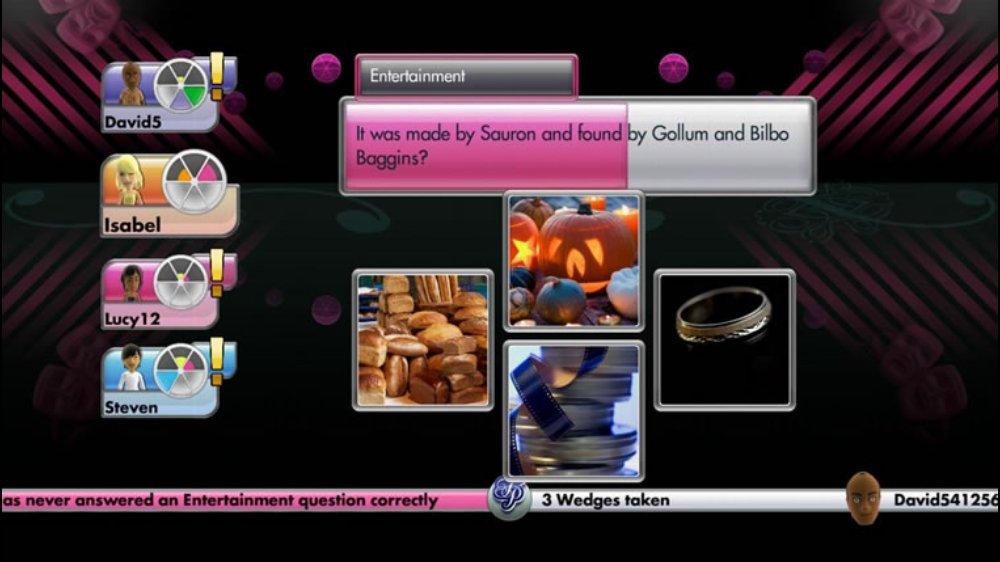 Entertainment
It was made by Sauron and found by Gollum and Bilbo
Baggins?
David5
Isabel
Lucy12
Steven
as never answered an Entertainment question correctly
TP
3 Wedges taken
David541256